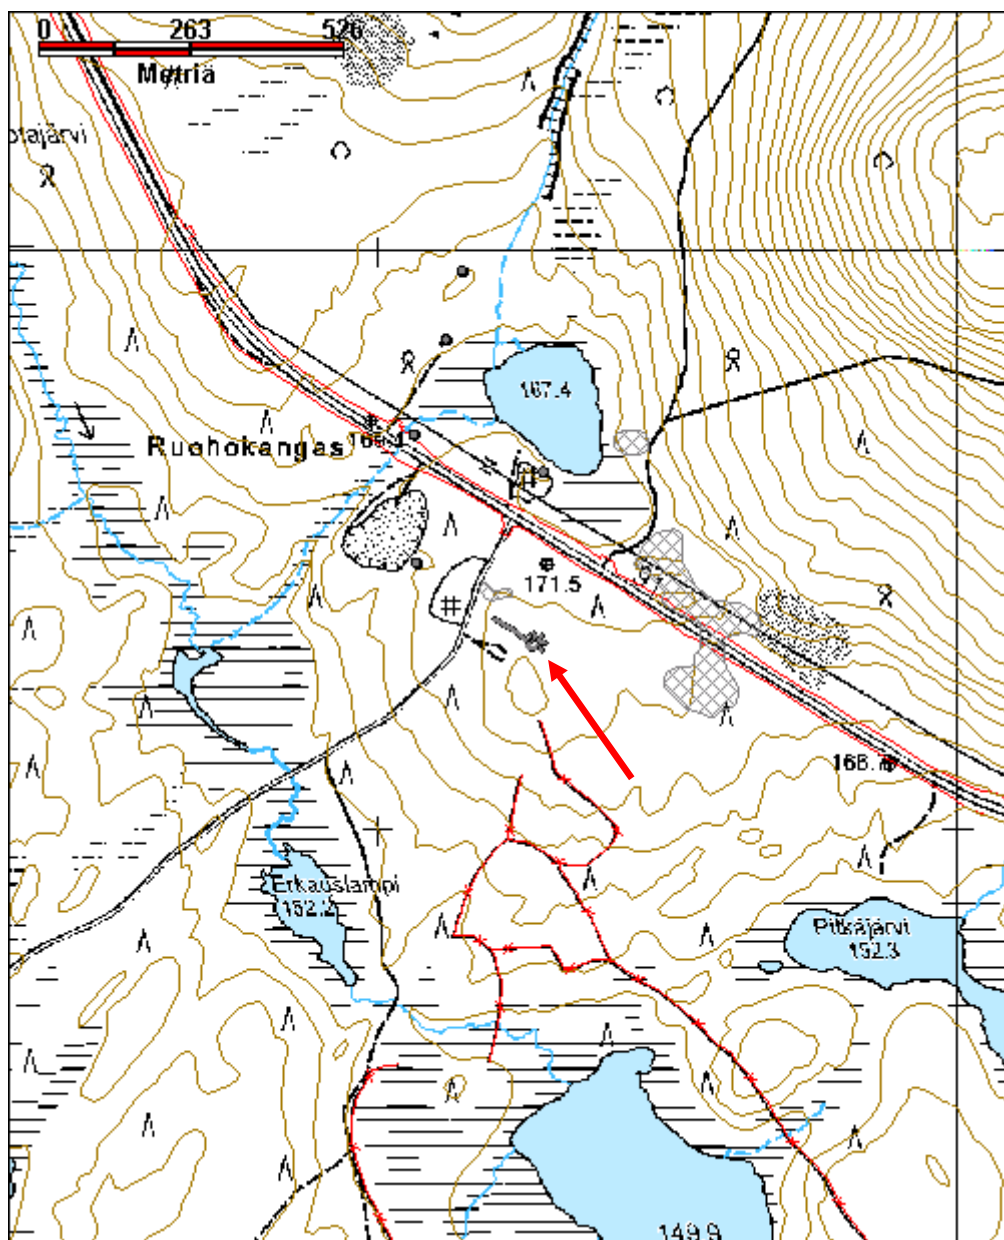 0 263 526
Metriä
otajärvi
167.4
Ruohokangas
171.5
168.
Erkauslampi
152.2
Pitkäjärvi
152.3
149.9